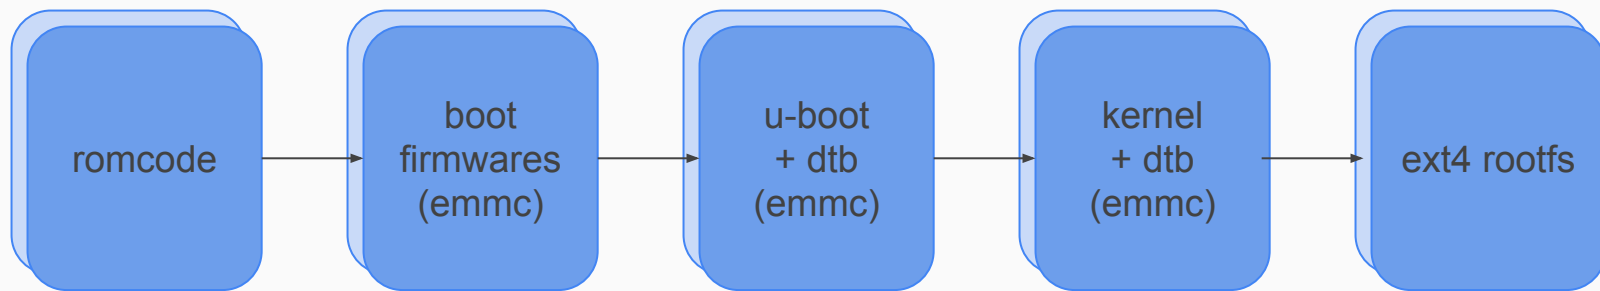 romcode
boot
firmwares
(emmc)
u-boot
+ dtb
(emmc)
kernel
+ dtb
(emmc)
ext4 rootfs